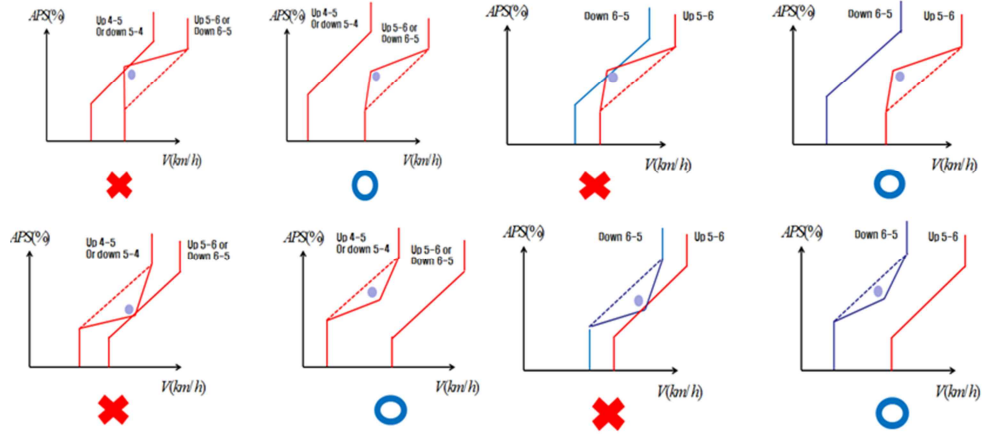 APS(%)
Up 4-5
Or down 5-4
Up 5-6 or
Down 6-5
V(km/h)
APS(%)
Up 4-5
Or down 5-4
Up 5-6 or
Down 6-5
V(km/h)
APS(%)
Down 6-5
Up 5-6
V(km/h)
APS(%)
Down 6-5
Up 5-6
V(km/h)
APS(%)
Up 4-5
Or down 5-4
Up 5-6 or
Down 6-5
V(km/h)
APS(%)
Up 4-5
Or down 5-4
Up 5-6 or
Down 6-5
V(km/h)
APS(%)
Down 6-5
Up 5-6
V(km/h)
APS(%)
Down 6-5
Up 5-6
V(km/h)